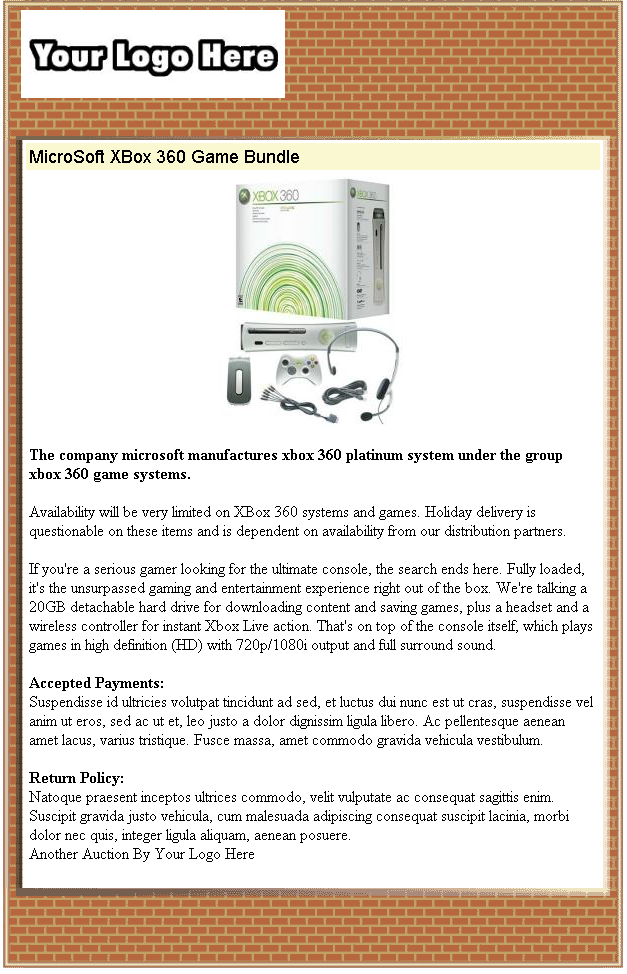 Your Logo Here
MicroSoft XBox 360 Game Bundle
XBOX 360
The company microsoft manufactures xbox 360 platinum system under the group
xbox 360 game systems.
Availability will be very limited on XBox 360 systems and games. Holiday delivery is
questionable on these items and is dependent on availability from our distribution partners.
If you're a serious gamer looking for the ultimate console, the search ends here. Fully loaded,
it's the unsurpassed gaming and entertainment experience right out of the box. We're talking a
20GB detachable hard drive for downloading content and saving games, plus a headset and a
wireless controller for instant Xbox Live action. That's on top of the console itself, which plays
games in high definition (HD) with 720p/1080i output and full surround sound.
Accepted Payments:
Suspendisse id ultricies volutpat tincidunt ad sed, et luctus dui nunc est ut cras, suspendisse vel
anim ut eros, sed ac ut et, leo justo a dolor dignissim ligula libero. Ac pellentesque aenean
amet lacus, varius tristique. Fusce massa, amet commodo gravida vehicula vestibulum.
Return Policy:
Natoque praesent inceptos ultrices commodo, velit vulputate ac consequat sagittis enim.
Suscipit gravida justo vehicula, cum malesuada adipiscing consequat suscipit lacinia, morbi
dolor nec quis, integer ligula aliquam, aenean posuere.
Another Auction By Your Logo Here